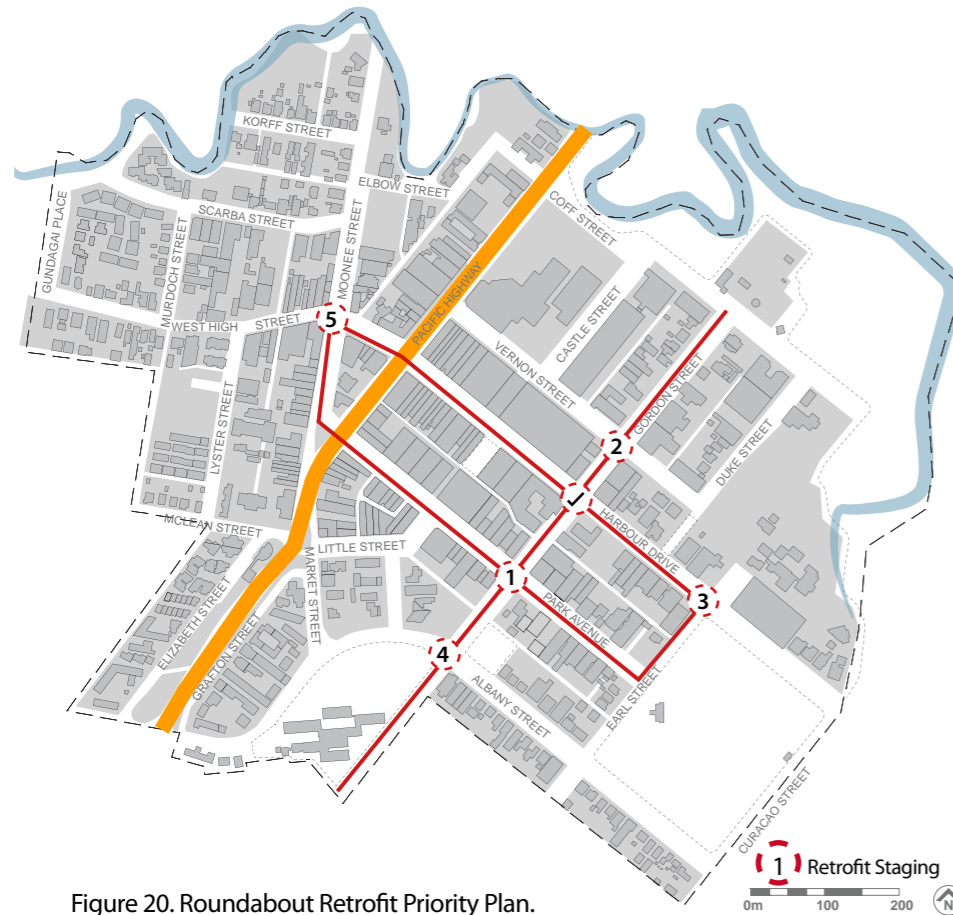 KORFF STREET
ELBOW STREET
SCARBA STREET
GUNDAGAI PLACE
MURDOCH STREET
MOONEE STREET
COFF STREET
WEST HIGH STREET
5
PACIFIC HIGHWAY
CASTLE STREET
VERNON STREET
GORDON STREET
LYSTER STREET
2
DUKE STREET
✓
HARBOUR DRIVE
MCLEAN STREET
LITTLE STREET
MARKET STREET
1
3
PARK AVENUE
ELIZABETH STREET
GRAFTON STREET
4
ALBANY STREET
EARL STREET
CURACAO STREET
1 Retrofit Staging
0m 100 200 N
Figure 20. Roundabout Retrofit Priority Plan.